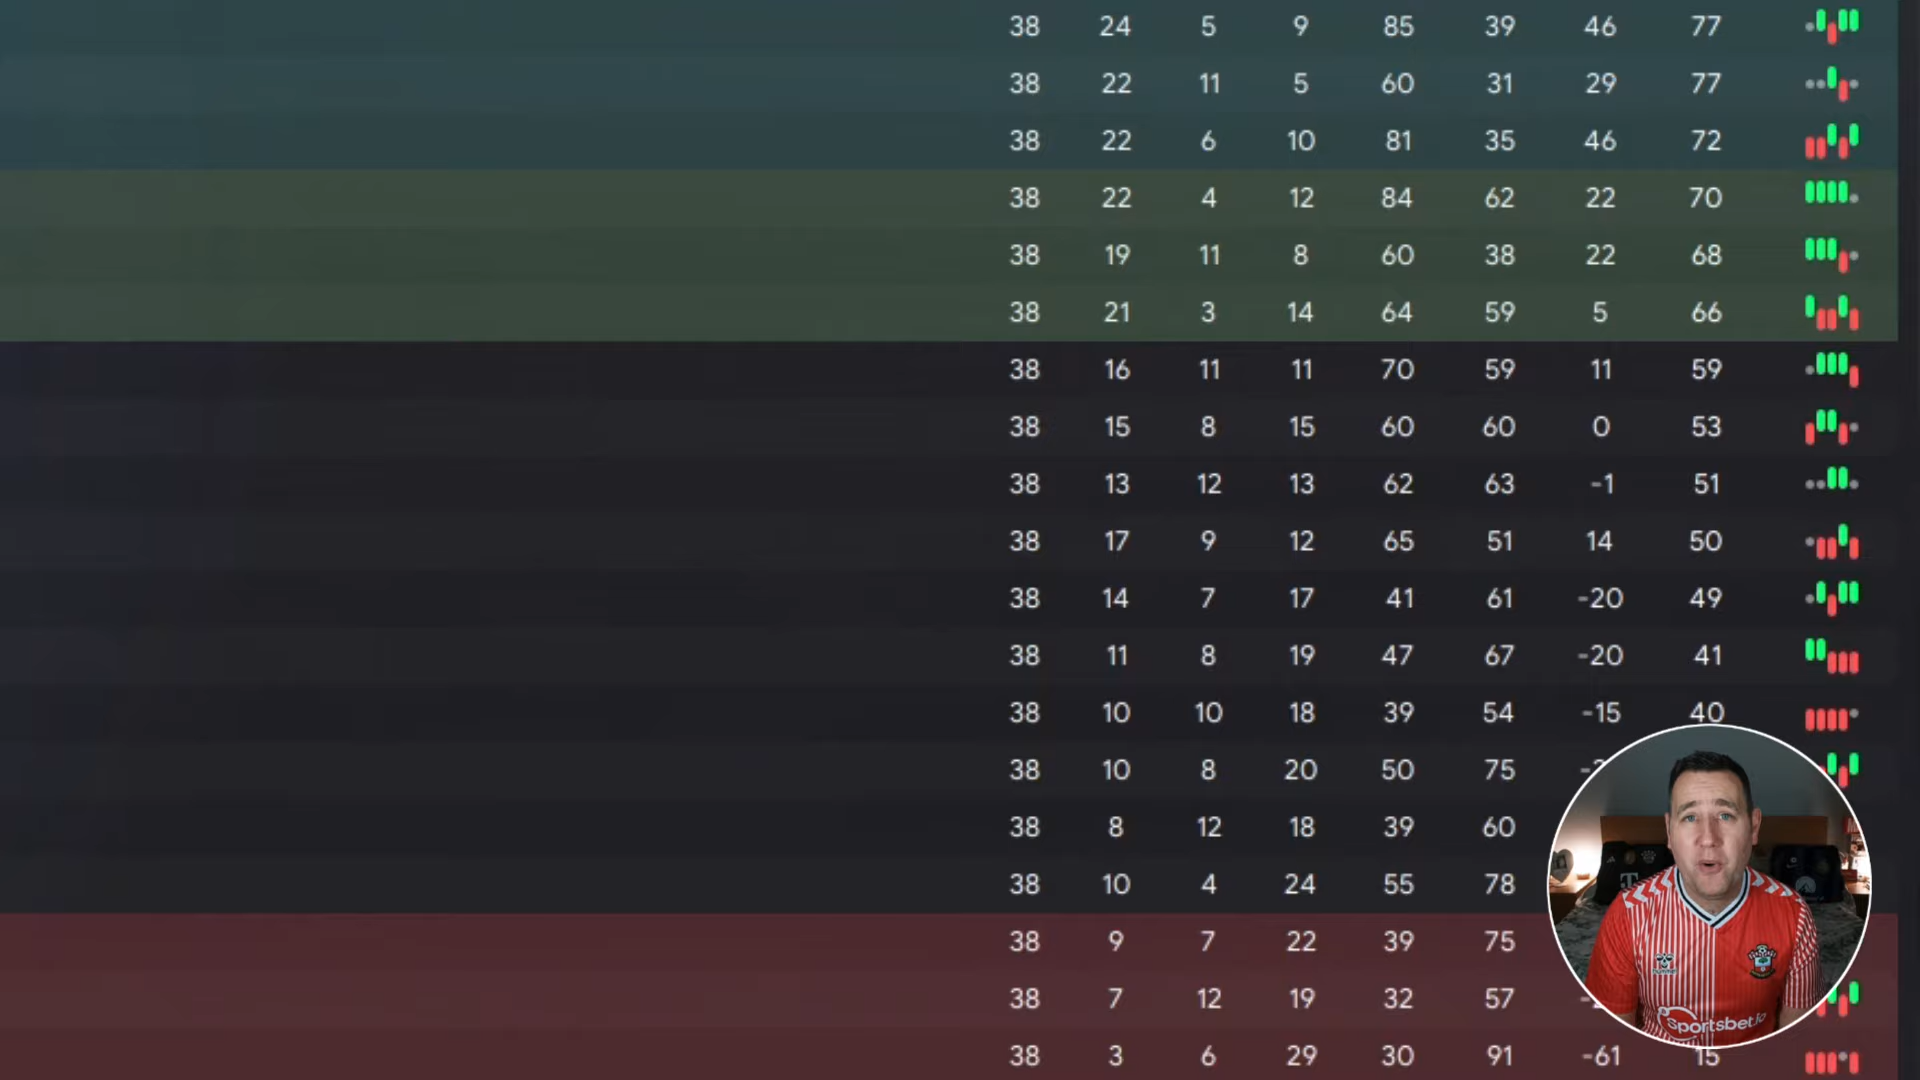 38 24 5 9 85 39 46 77
38 22 11 5 60 31 29 77
38 22 6 10 81 35 46 72
38 22 4 12 84 62 22 70
38 19 11 8 60 38 22 68
38 21 3 14 64 59 5 66
38 16 11 11 70 59 11 59
38 15 8 15 60 60 0 53
38 13 12 13 62 63 -1 51
38 17 9 12 65 51 14 50
38 14 7 17 41 61 -20 49
38 11 8 19 47 67 -20 41
38 10 10 18 39 54 -15 40
38 10 8 20 50 75
38 8 12 18 39 60
38 10 4 24 55 78
38 9 7 22 39 75
38 7 12 19 32 57
Sportsbet.io
38 3 6 29 30 91 -61 15